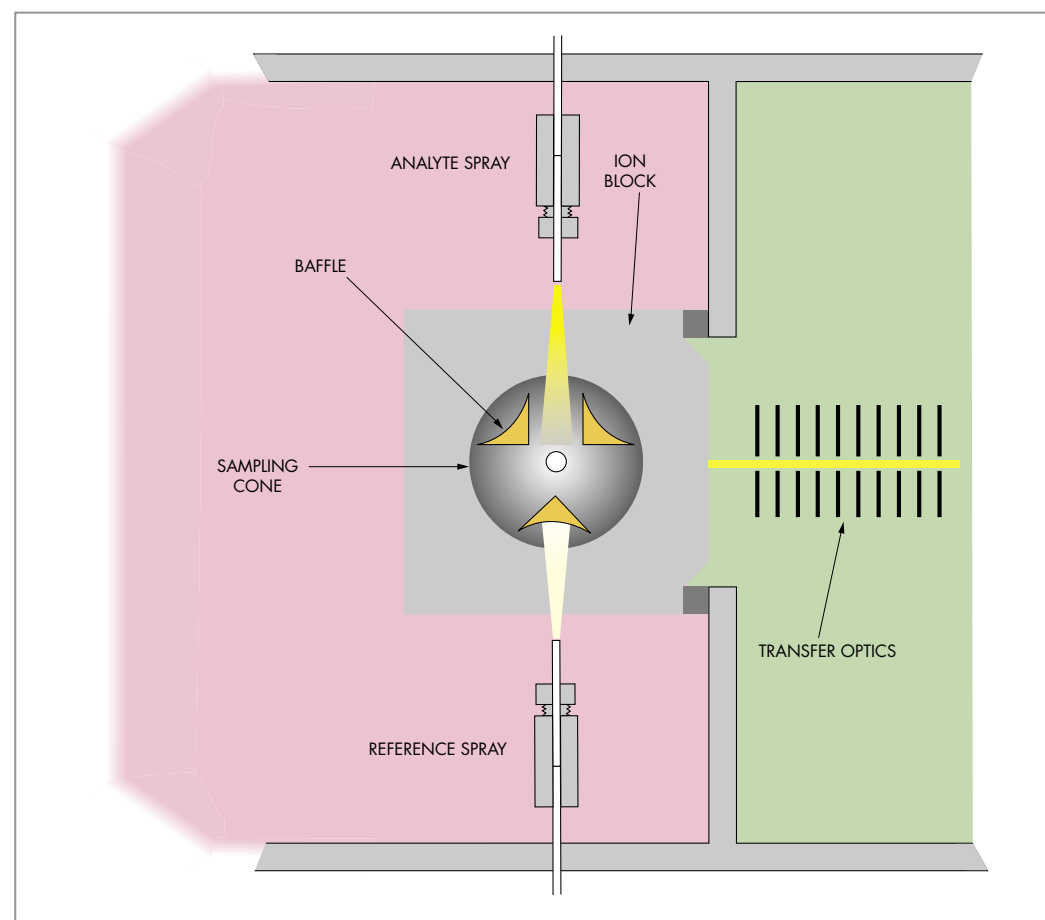 ANALYTE SPRAY
ION
BLOCK
BAFFLE
SAMPLING
CONE
TRANSFER OPTICS
REFERENCE SPRAY